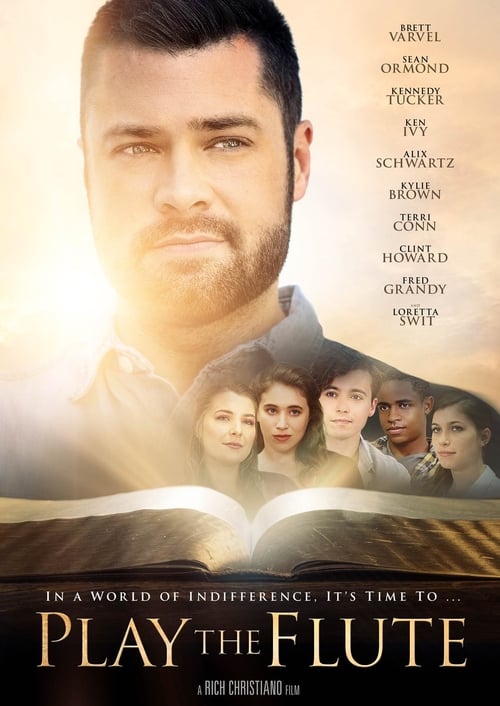 BRETT
VARVEL
SEAN
ORMOND
KENNEDY
TUCKER
KEN
IVY
ALIX
SCHWARTZ
KYLIE
BROWN
TERRI
CONN
CLINT
HOWARD
FRED
GRANDY
AND
LORETTA
SWIT
IN A WORLD OF INDIFFERENCE, IT'S TIME TO ...
PLAY THE FLUTE
A RICH CHRISTIANO FILM